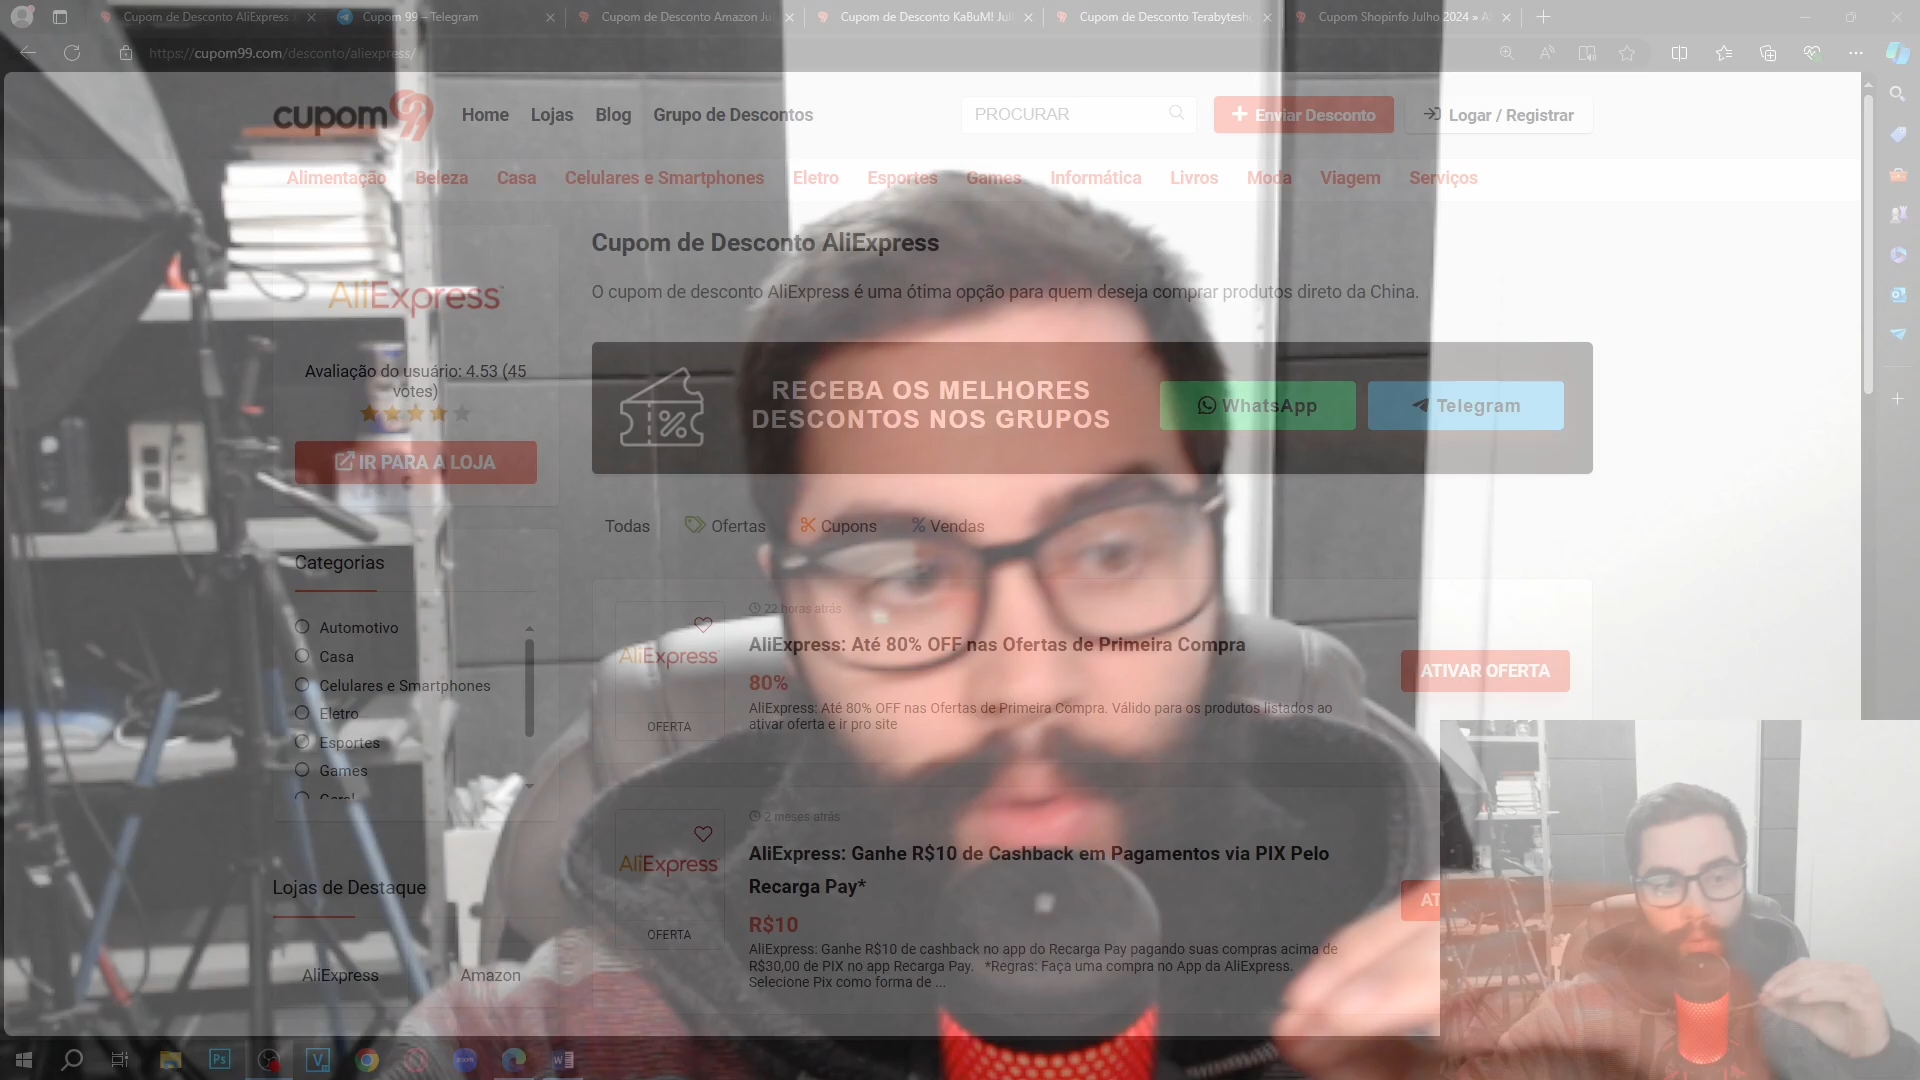 Cupom de Desconto AliExpress J
Cupom 99 – Telegram
Cupom de Desconto Amazon Jul
Cupom de Desconto KaBuM! Jul
Cupom de Desconto Terabytesh
Cupom Shopinfo Julho 2024 » A
https://cupom99.com/desconto/aliexpress/
cupom99
Home
Lojas
Blog
Grupo de Descontos
PROCURAR
Enviar Desconto
Logar / Registrar
Alimentação
Beleza
Casa
Celulares e Smartphones
Eletro
Esportes
Games
Informática
Livros
Moda
Viagem
Serviços
AliExpress
Avaliação do usuário: 4.53 (45
votes)
IR PARA A LOJA
Categorias
Automotivo
Casa
Celulares e Smartphones
Eletro
Esportes
Games
Geral
Lojas de Destaque
AliExpress
Amazon
Cupom de Desconto AliExpress
O cupom de desconto AliExpress é uma ótima opção para quem deseja comprar produtos direto da China.
RECEBA OS MELHORES
DESCONTOS NOS GRUPOS
WhatsApp
Telegram
Todas
Ofertas
Cupons
% Vendas
AliExpress
OFERTA
22 horas atrás
AliExpress: Até 80% OFF nas Ofertas de Primeira Compra
80%
AliExpress: Até 80% OFF nas Ofertas de Primeira Compra. Válido para os produtos listados ao
ativar oferta e ir pro site
ATIVAR OFERTA
AliExpress
OFERTA
2 meses atrás
AliExpress: Ganhe R$10 de Cashback em Pagamentos via PIX Pelo
Recarga Pay*
R$10
AliExpress: Ganhe R$10 de cashback no app do Recarga Pay pagando suas compras acima de
R$30,00 de PIX no app Recarga Pay. *Regras: Faça uma compra no App da AliExpress.
Selecione Pix como forma de ...
AT
Ps
V
zoom
W